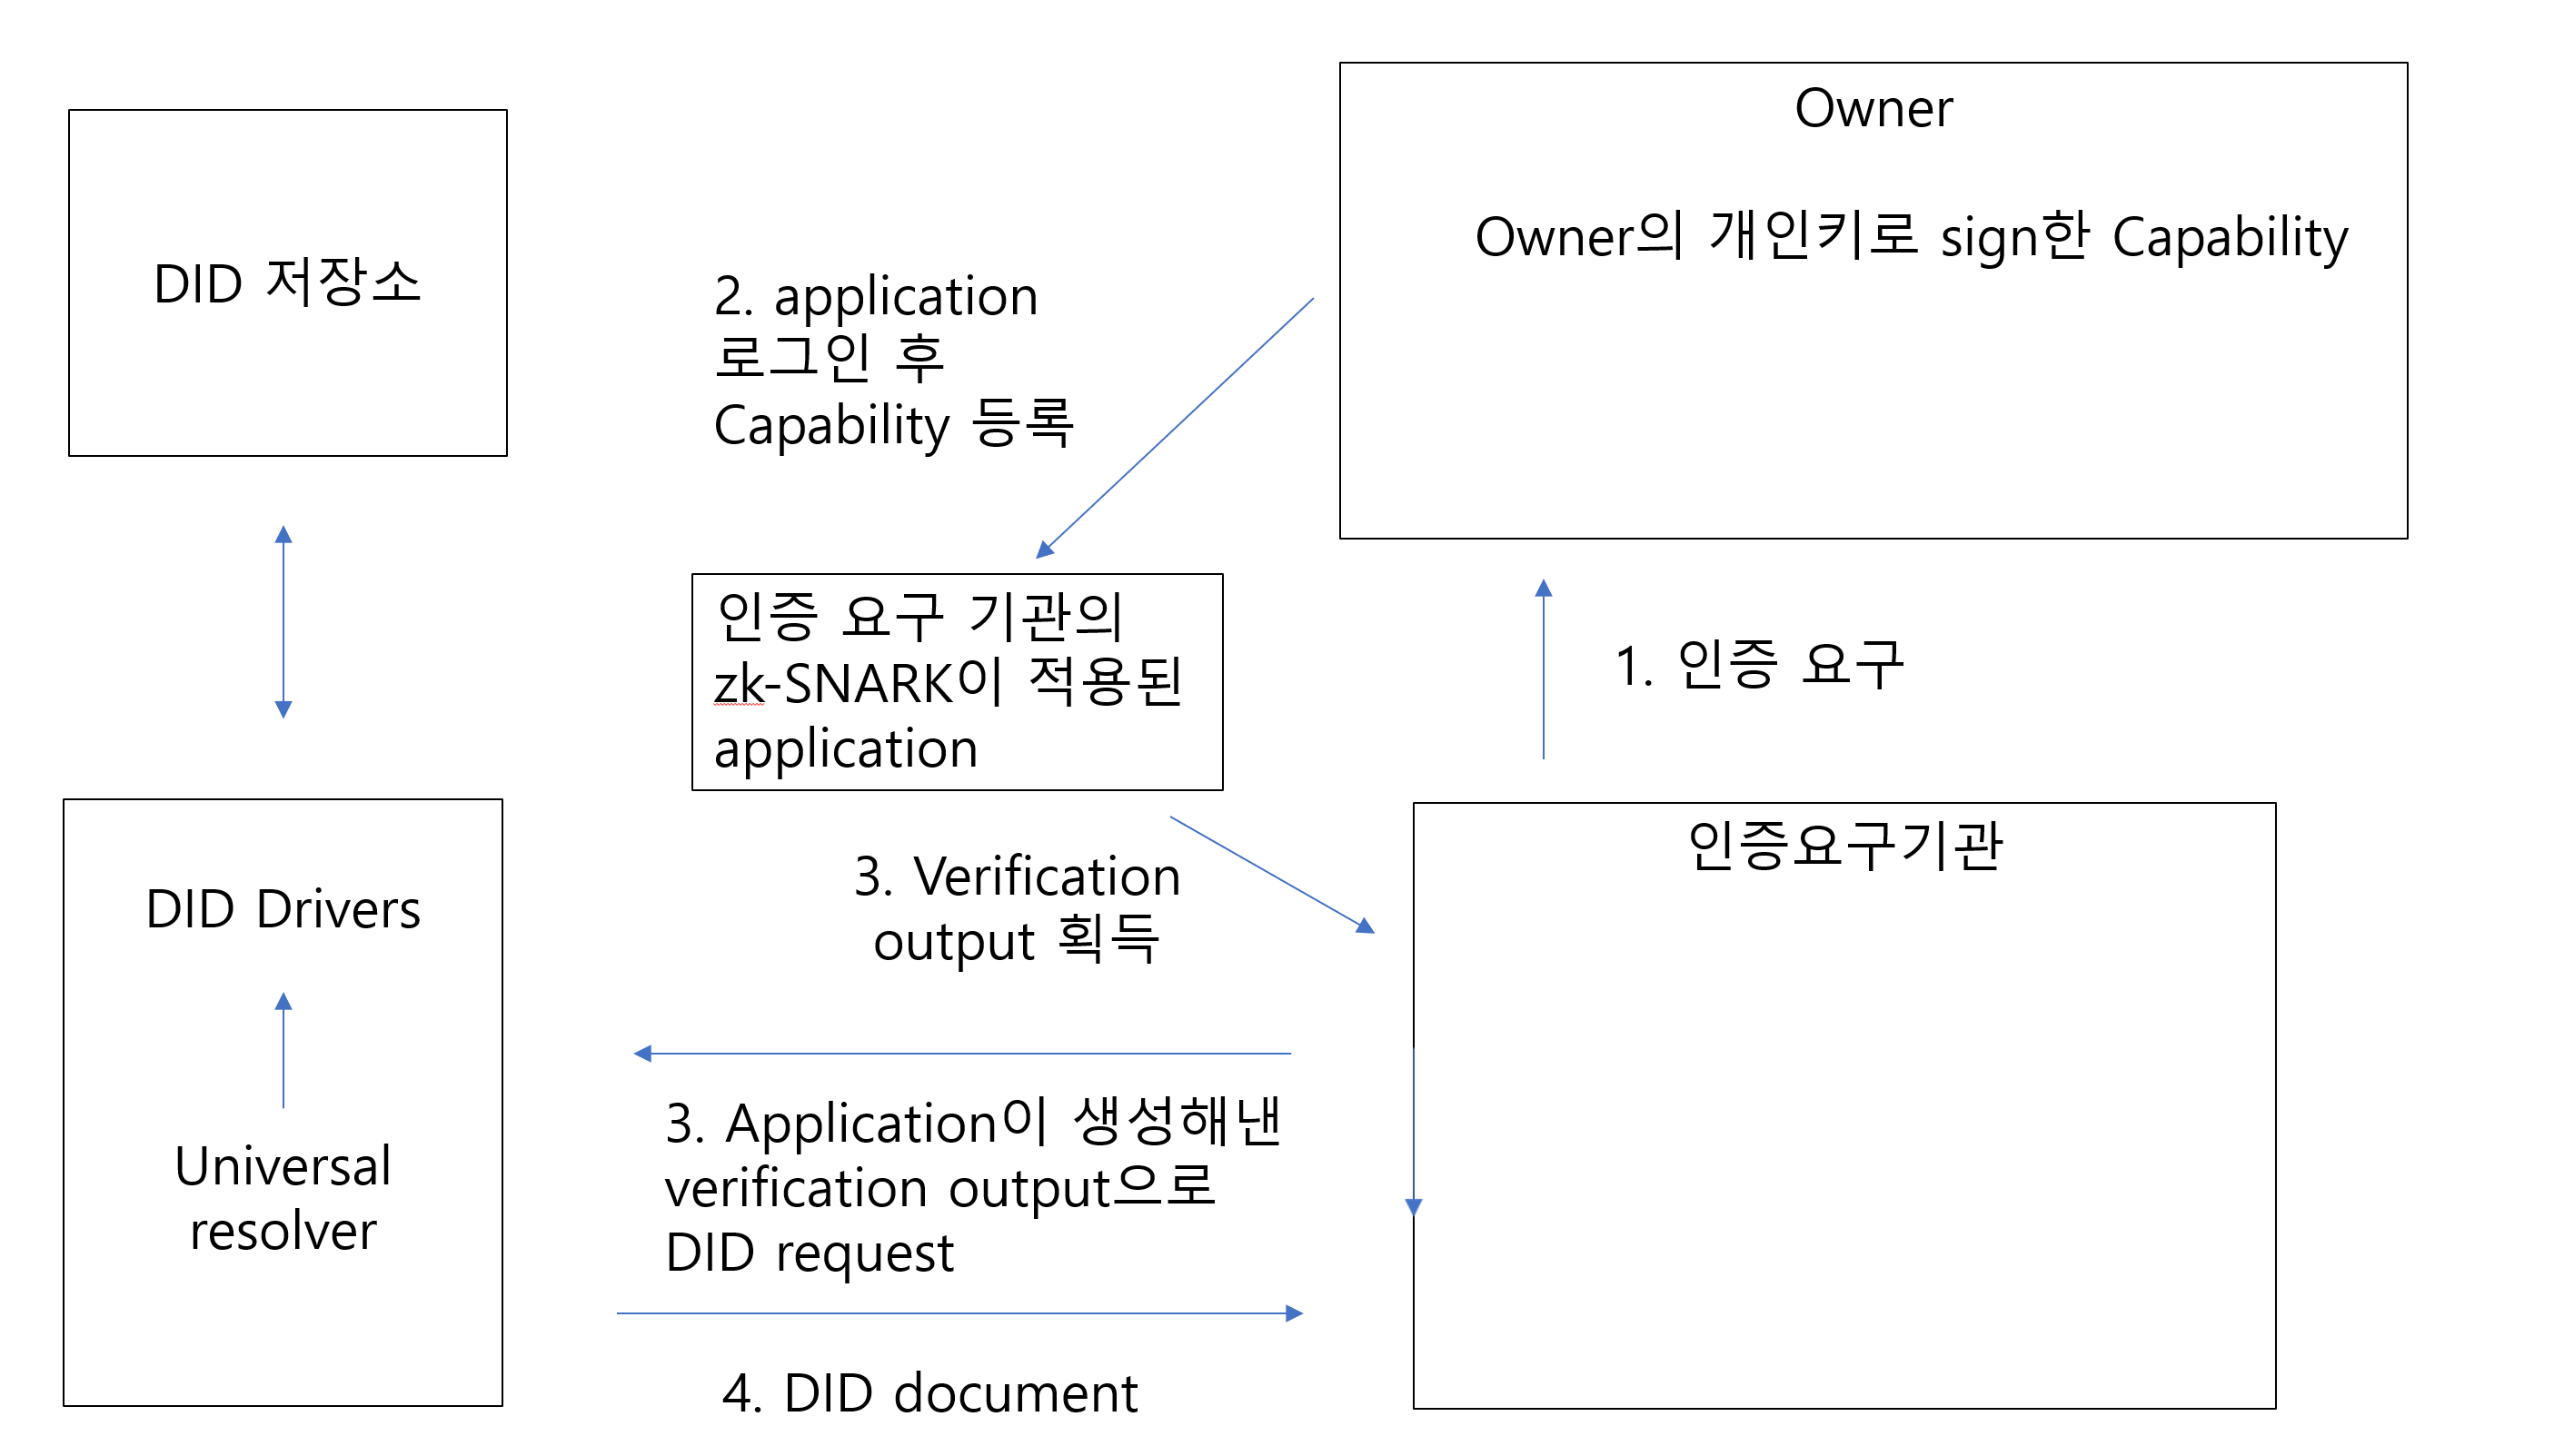 Owner
Owner의 개인키로 sign한 Capability
DID 저장소
2. application
로그인 후
Capability 등록
인증 요구 기관의
zk-SNARK이 적용된
application
1. 인증 요구
인증요구기관
3. Verification
output 획득
DID Drivers
Universal
resolver
3. Application이 생성해낸
verification output으로
DID request
4. DID document